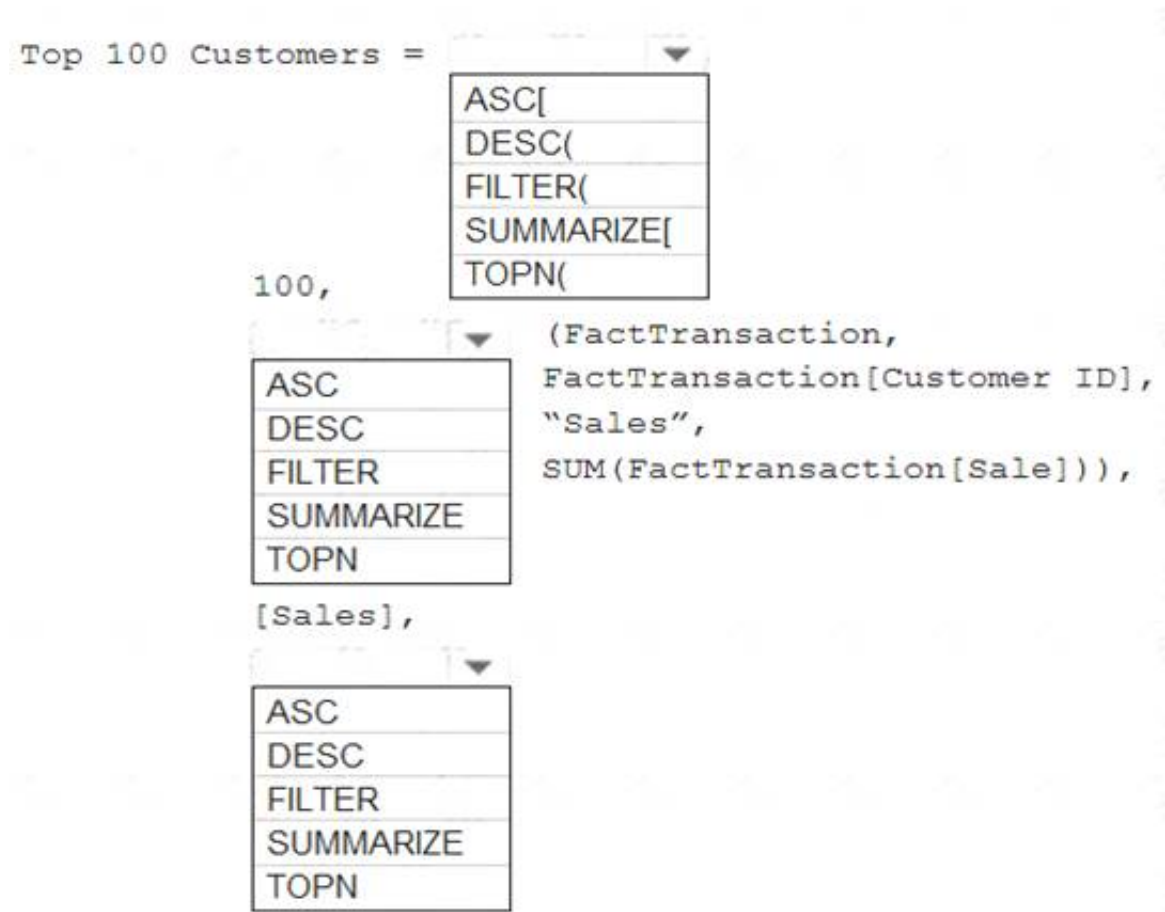 Top 100 Customers =
ASC[
DESC(
FILTER(
SUMMARIZE[
TOPN(
100,
(FactTransaction,
FactTransaction[Customer ID],
“Sales”,
SUM(FactTransaction[Sale])),
ASC
DESC
FILTER
SUMMARIZE
TOPN
[Sales],
ASC
DESC
FILTER
SUMMARIZE
TOPN